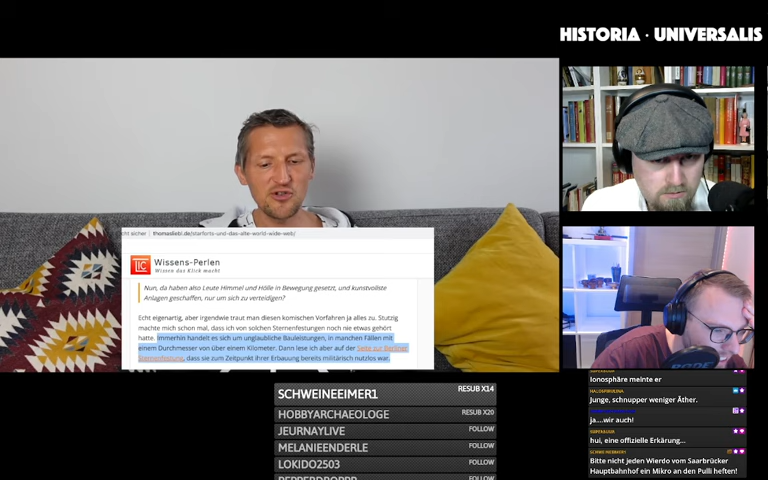 HISTORIA · UNIVERSALIS
cht sicher | thomasliebl.de/starforts-und-das-alte-world-wide-web/
TLC
Wissens-Perlen
Wissen das Klick macht
Nun, da haben also Leute Himmel und Hölle in Bewegung gesetzt, und kunstvollste
Anlagen geschaffen, nur um sich zu verteidigen?
Echt eigenartig, aber irgendwie traut man diesen komischen Vorfahren ja alles zu. Stutzig
machte mich schon mal, dass ich von solchen Sternenfestungen noch nie etwas gehört
hatte. Immerhin handelt es sich um unglaubliche Bauleistungen, in manchen Fällen mit
einem Durchmesser von über einem Kilometer. Dann lese ich aber auf der Seite zur Berliner
Sternenfestung, dass sie zum Zeitpunkt ihrer Erbauung bereits militärisch nutzlos war.
SCHWEINEEIMER1 RESUB X14
HOBBYARCHAEOLOGE RESUB X20
JEURNAYLIVE FOLLOW
MELANIEENDERLE FOLLOW
LOKIDO2503 FOLLOW
FOLLOW
Ionosphäre meinte er
Junge, schnupper weniger Äther.
ja....wir auch!
hui, eine offizielle Erkärung...
Bitte nicht jeden Wierdo vom Saarbrücker
Hauptbahnhof ein Mikro an den Pulli heften!